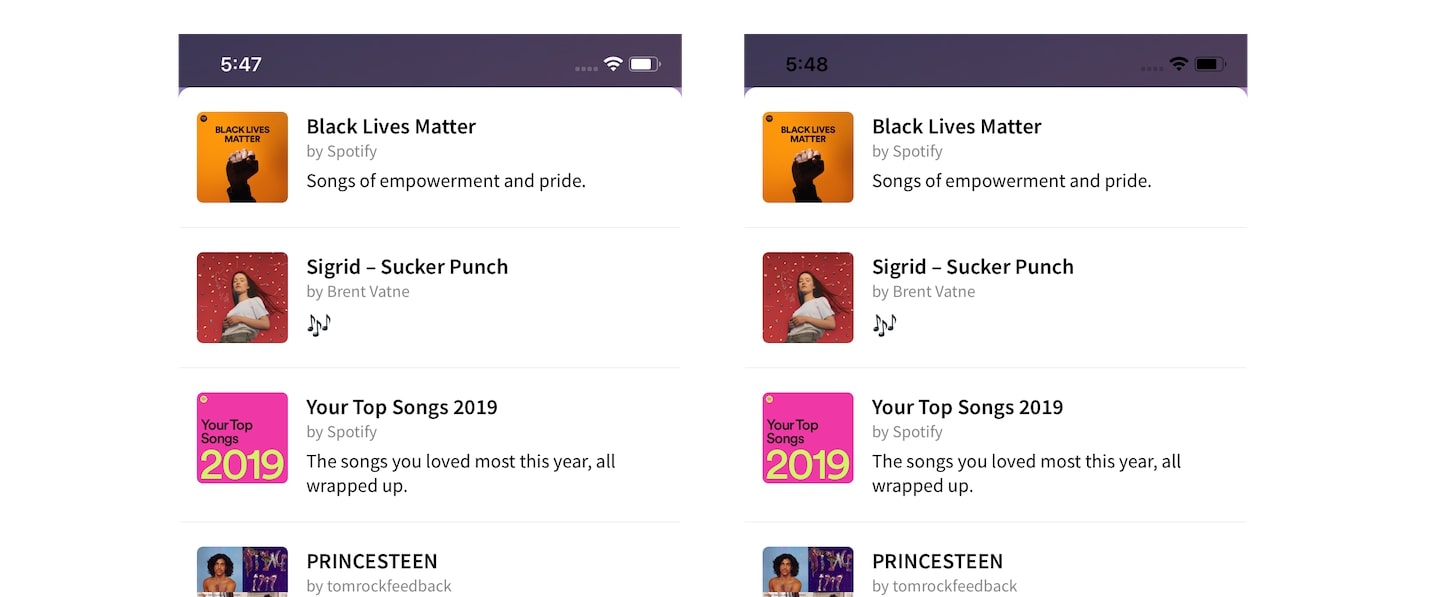 5:47
BLACK LIVES
MATTER
Black Lives Matter
by Spotify
Songs of empowerment and pride.
Sigrid – Sucker Punch
by Brent Vatne
🎶
Your Top
Songs
2019
Your Top Songs 2019
by Spotify
The songs you loved most this year, all
wrapped up.
PRINCESTEEN
by tomrockfeedback
5:48
BLACK LIVES
MATTER
Black Lives Matter
by Spotify
Songs of empowerment and pride.
Sigrid – Sucker Punch
by Brent Vatne
🎶
Your Top
Songs
2019
Your Top Songs 2019
by Spotify
The songs you loved most this year, all
wrapped up.
PRINCESTEEN
by tomrockfeedback